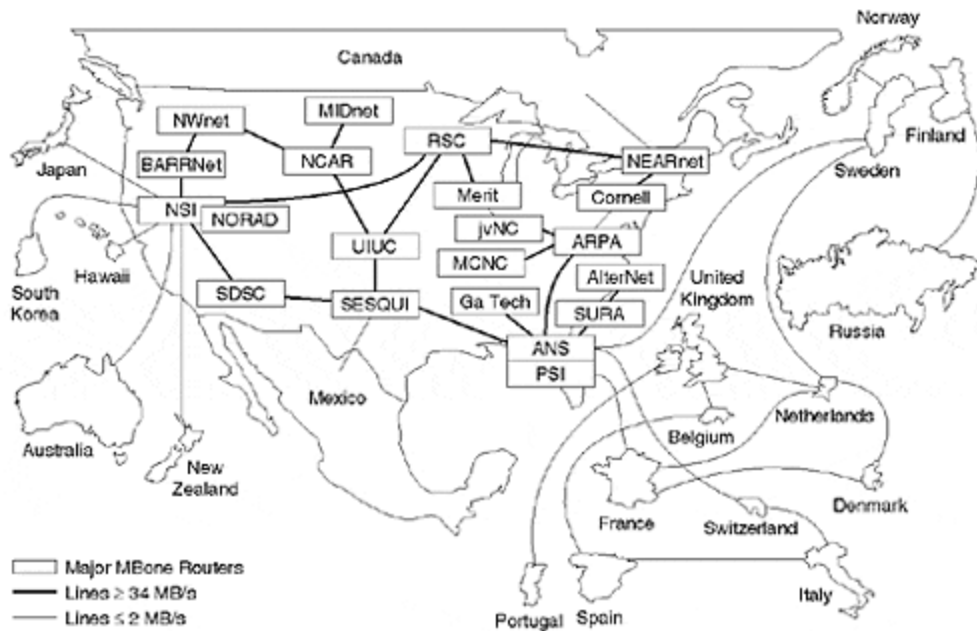 Norway
Canada
MIDnet
NWnet
RSC
Finland
Japan
BARRNet
NCAR
NEARnet
Sweden
Merit
Cornell
NSI
NORAD
jvNC
UIUC
ARPA
Hawaii
MCNC
South
Korea
SDSC
SESQUI
AlterNet
United
Kingdom
Ga Tech
SURA
Russia
ANS
PSI
Mexico
Netherlands
Australia
Belgium
New
Zealand
Denmark
France
Switzerland
Major MBone Routers
Lines ≥ 34 MB/s
Lines ≤ 2 MB/s
Portugal
Spain
Italy